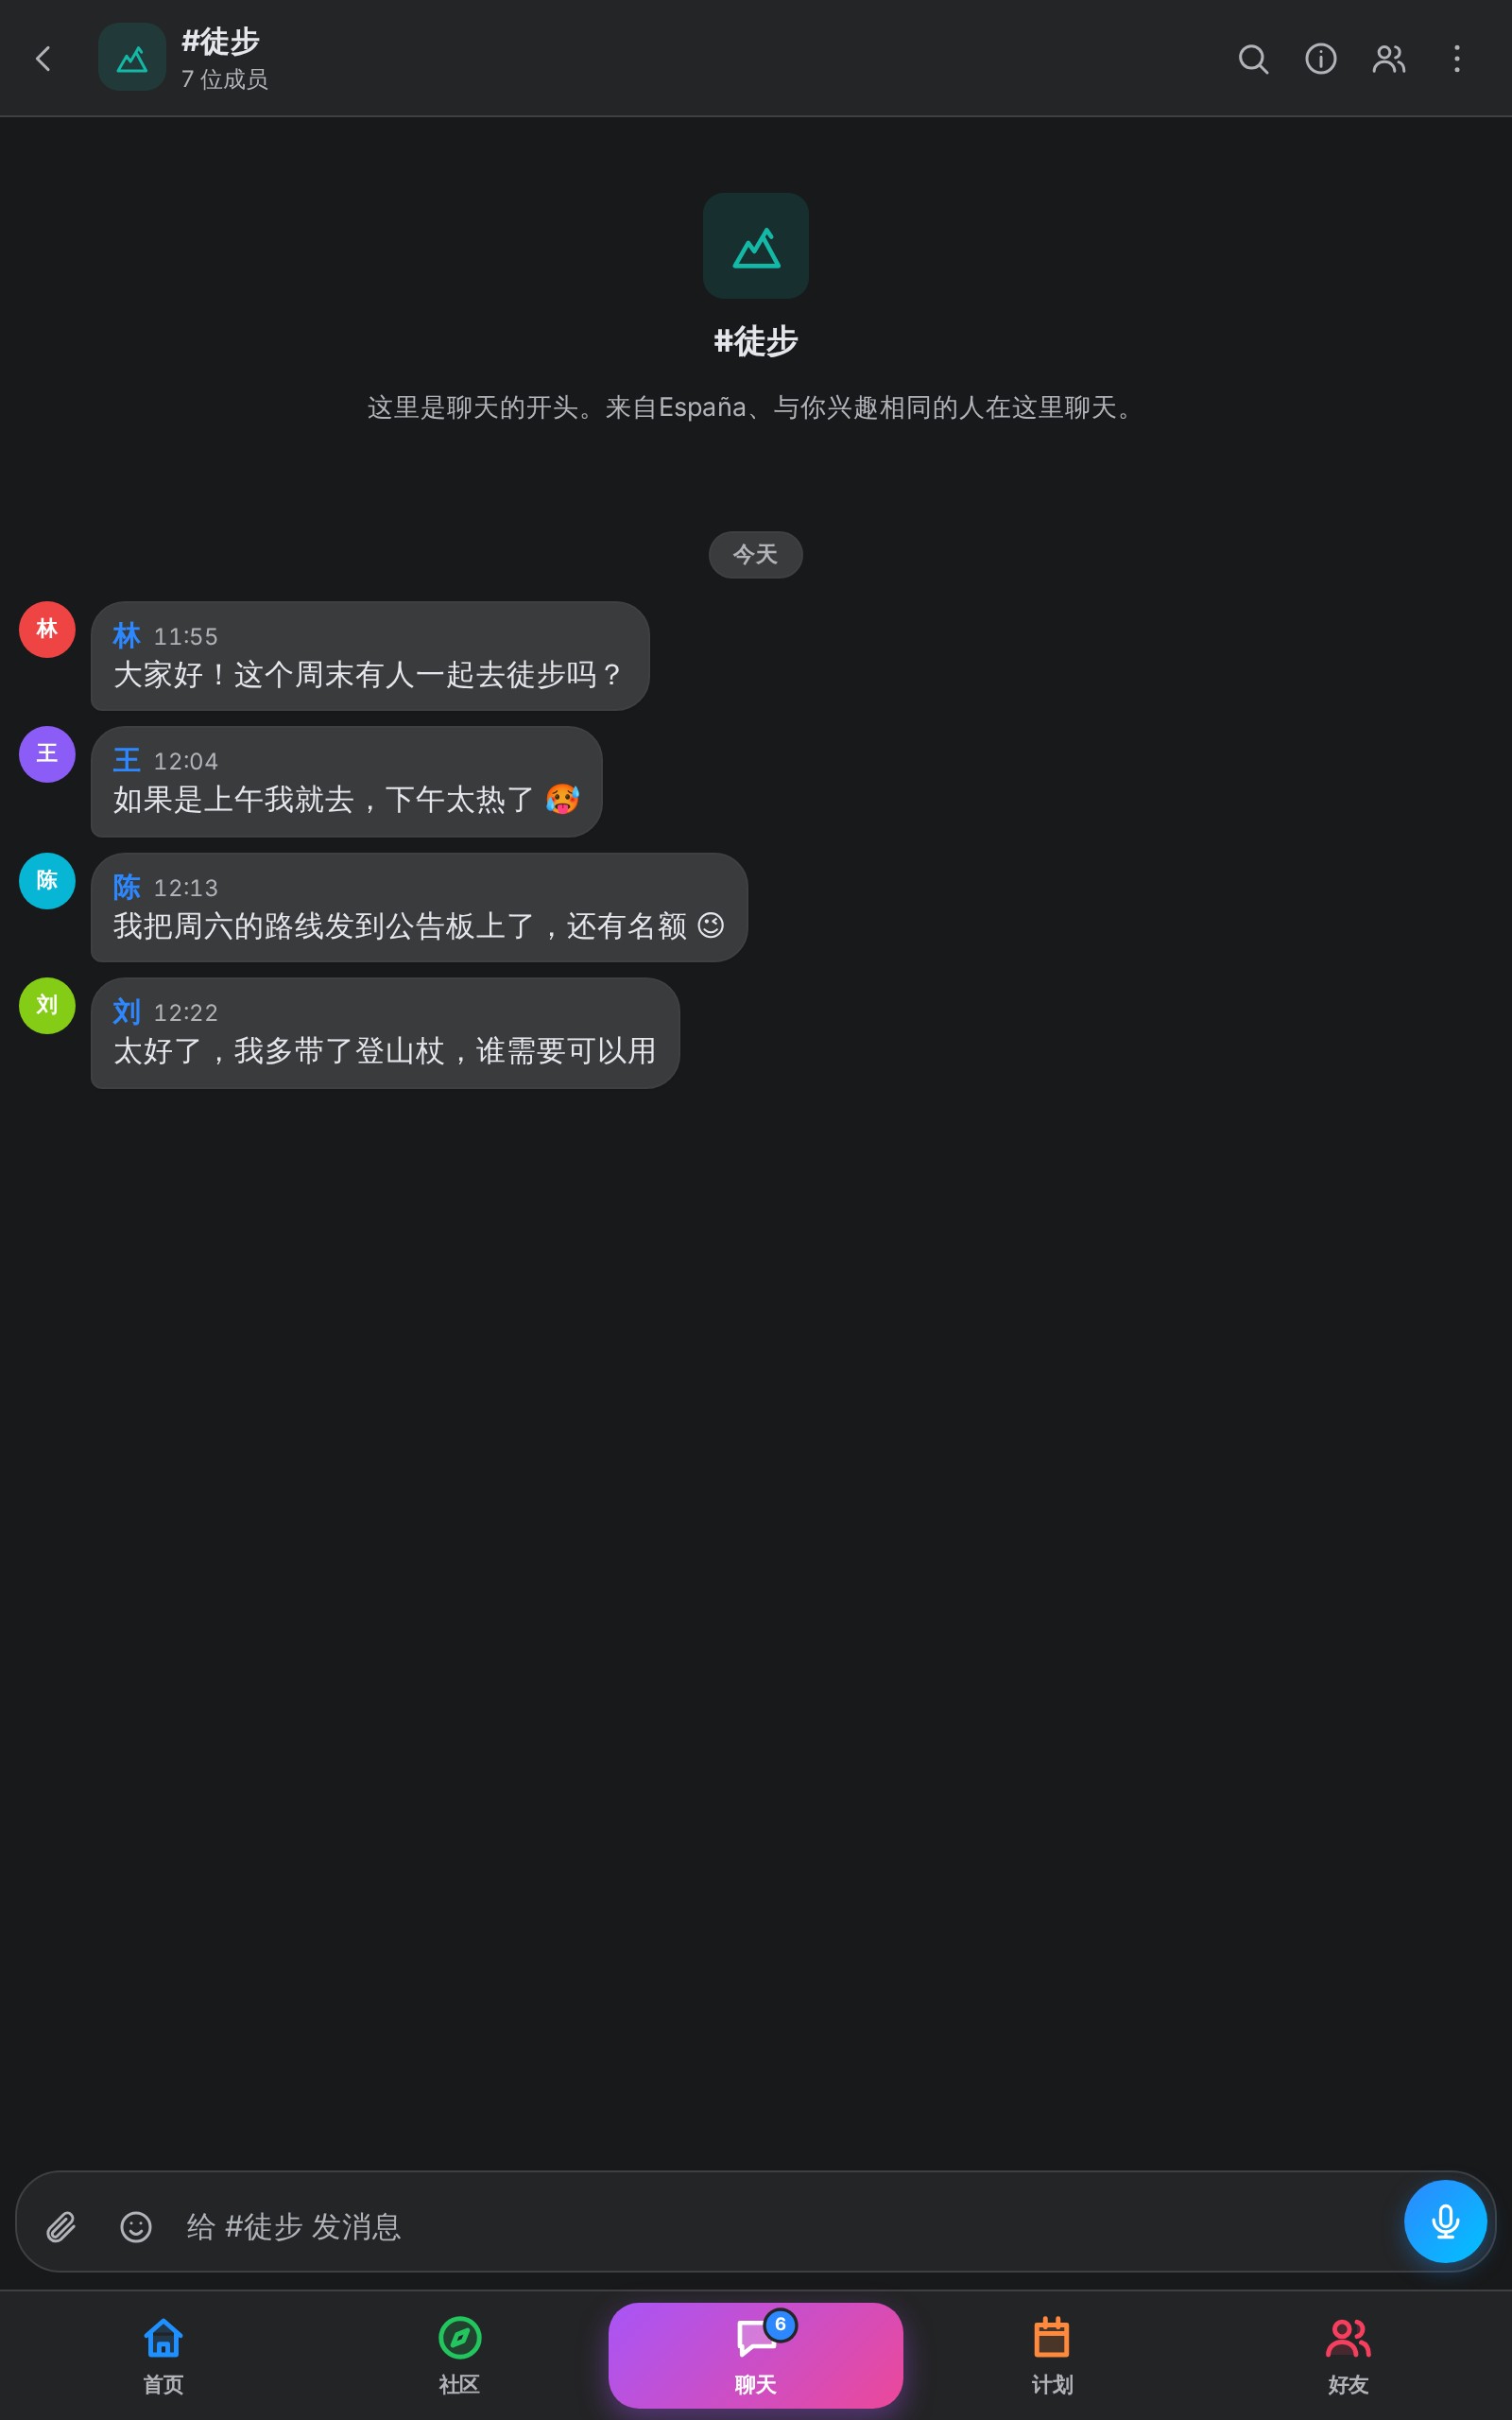 #徒步
7 位成员
#徒步
这里是聊天的开头。来自España、与你兴趣相同的人在这里聊天。
今天
林
林 11:55
大家好！这个周末有人一起去徒步吗？
王
王 12:04
如果是上午我就去，下午太热了 🥵
陈
陈 12:13
我把周六的路线发到公告板上了，还有名额 😉
刘
刘 12:22
太好了，我多带了登山杖，谁需要可以用
给 #徒步 发消息
6
首页
社区
聊天
计划
好友